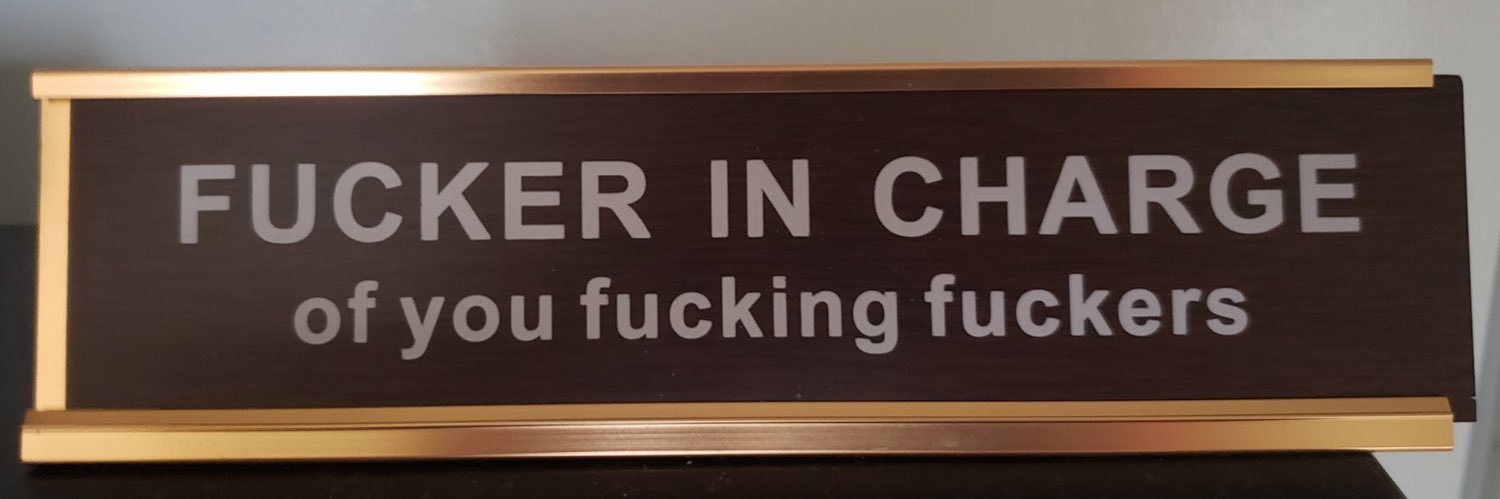 FUCKER IN CHARGE
of you fucking fuckers